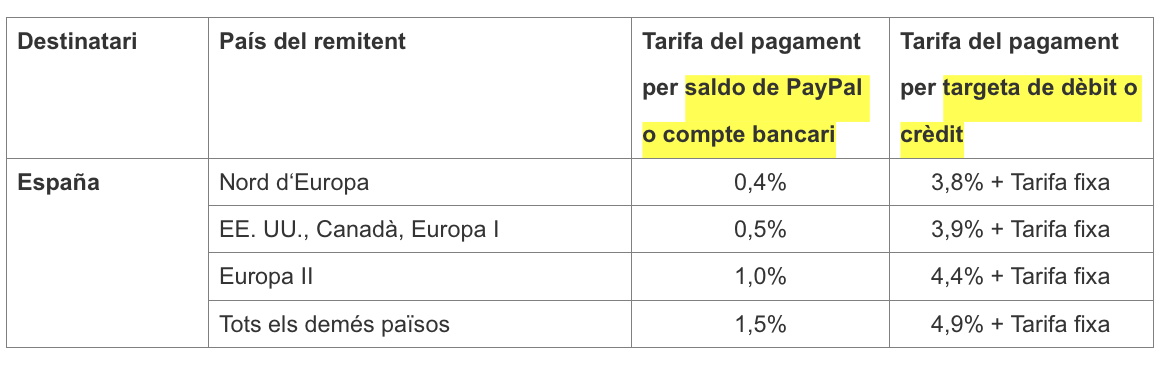 Destinatari País del remitent Tarifa del pagament Tarifa del pagament
per saldo de PayPal per targeta de dèbit o
o compte bancari crèdit
España Nord d‘Europa 0,4% 3,8% + Tarifa fixa
EE. UU., Canadà, Europa I 0,5% 3,9% + Tarifa fixa
Europa II 1,0% 4,4% + Tarifa fixa
Tots els demés països 1,5% 4,9% + Tarifa fixa